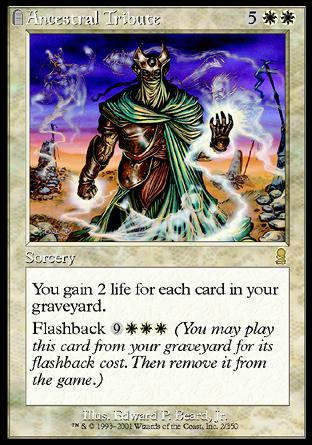 Ancestral Tribute 5
Sorcery
You gain 2 life for each card in your
graveyard.
Flashback 9 (You may play
this card from your graveyard for its
flashback cost. Then remove it from
the game.)
Illus. Edward P. Beard, Jr.
™ & © 1993–2001 Wizards of the Coast, Inc. 2/350